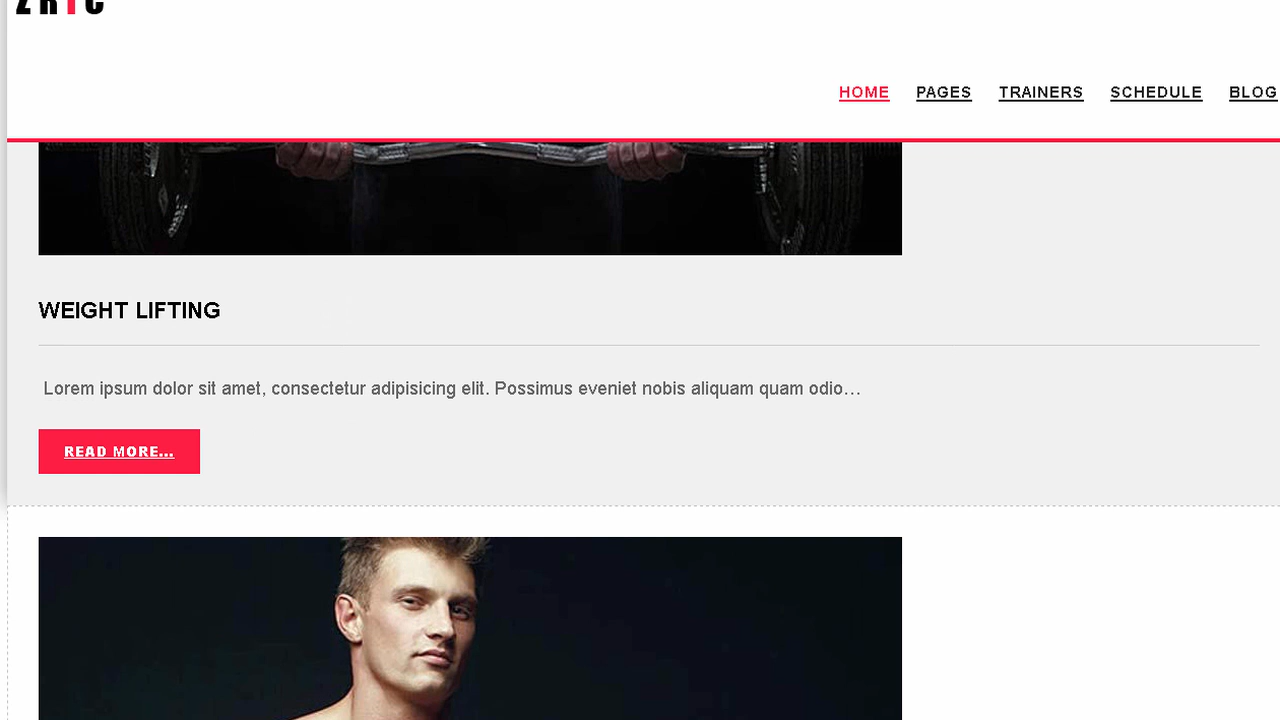 HOME PAGES TRAINERS SCHEDULE BLOG
WEIGHT LIFTING
Lorem ipsum dolor sit amet, consectetur adipisicing elit. Possimus eveniet nobis aliquam quam odio...
READ MORE...